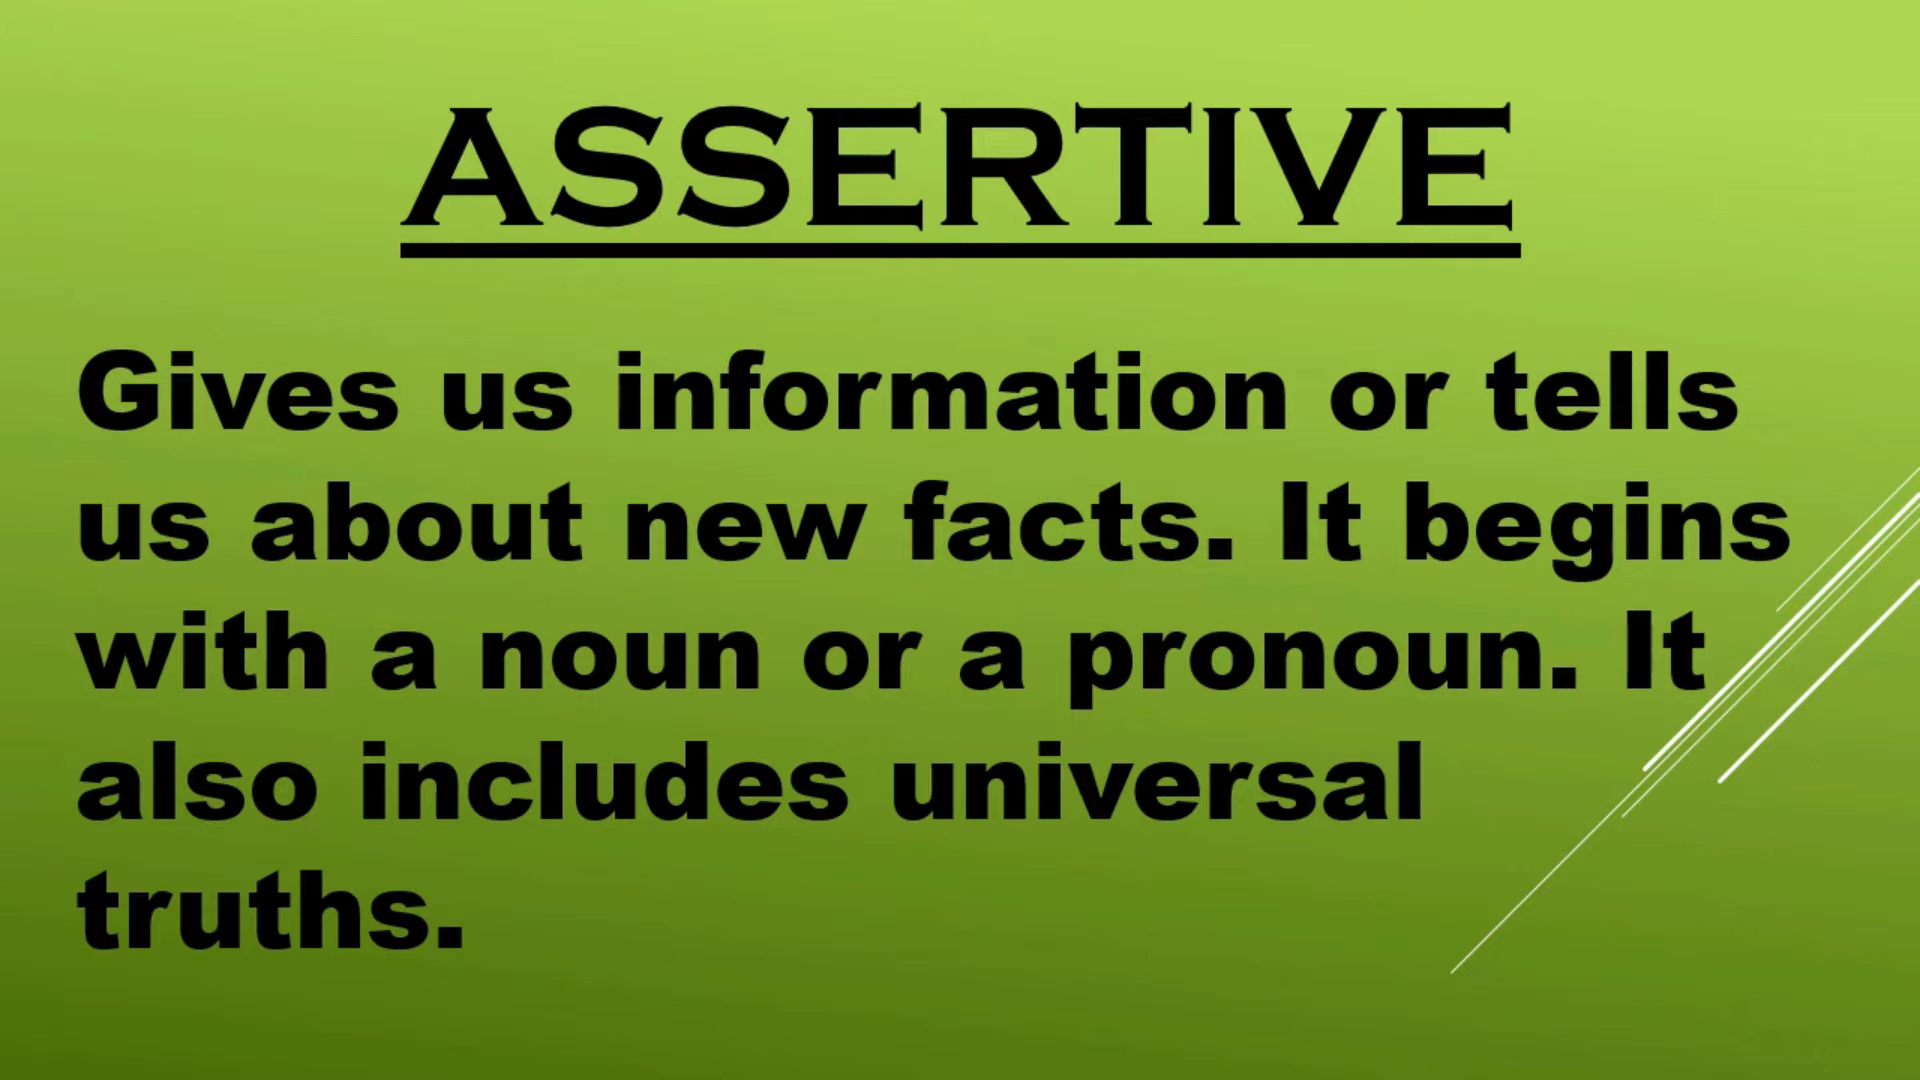 ASSERTIVE
Gives us information or tells
us about new facts. It begins
with a noun or a pronoun. It
also includes universal
truths.